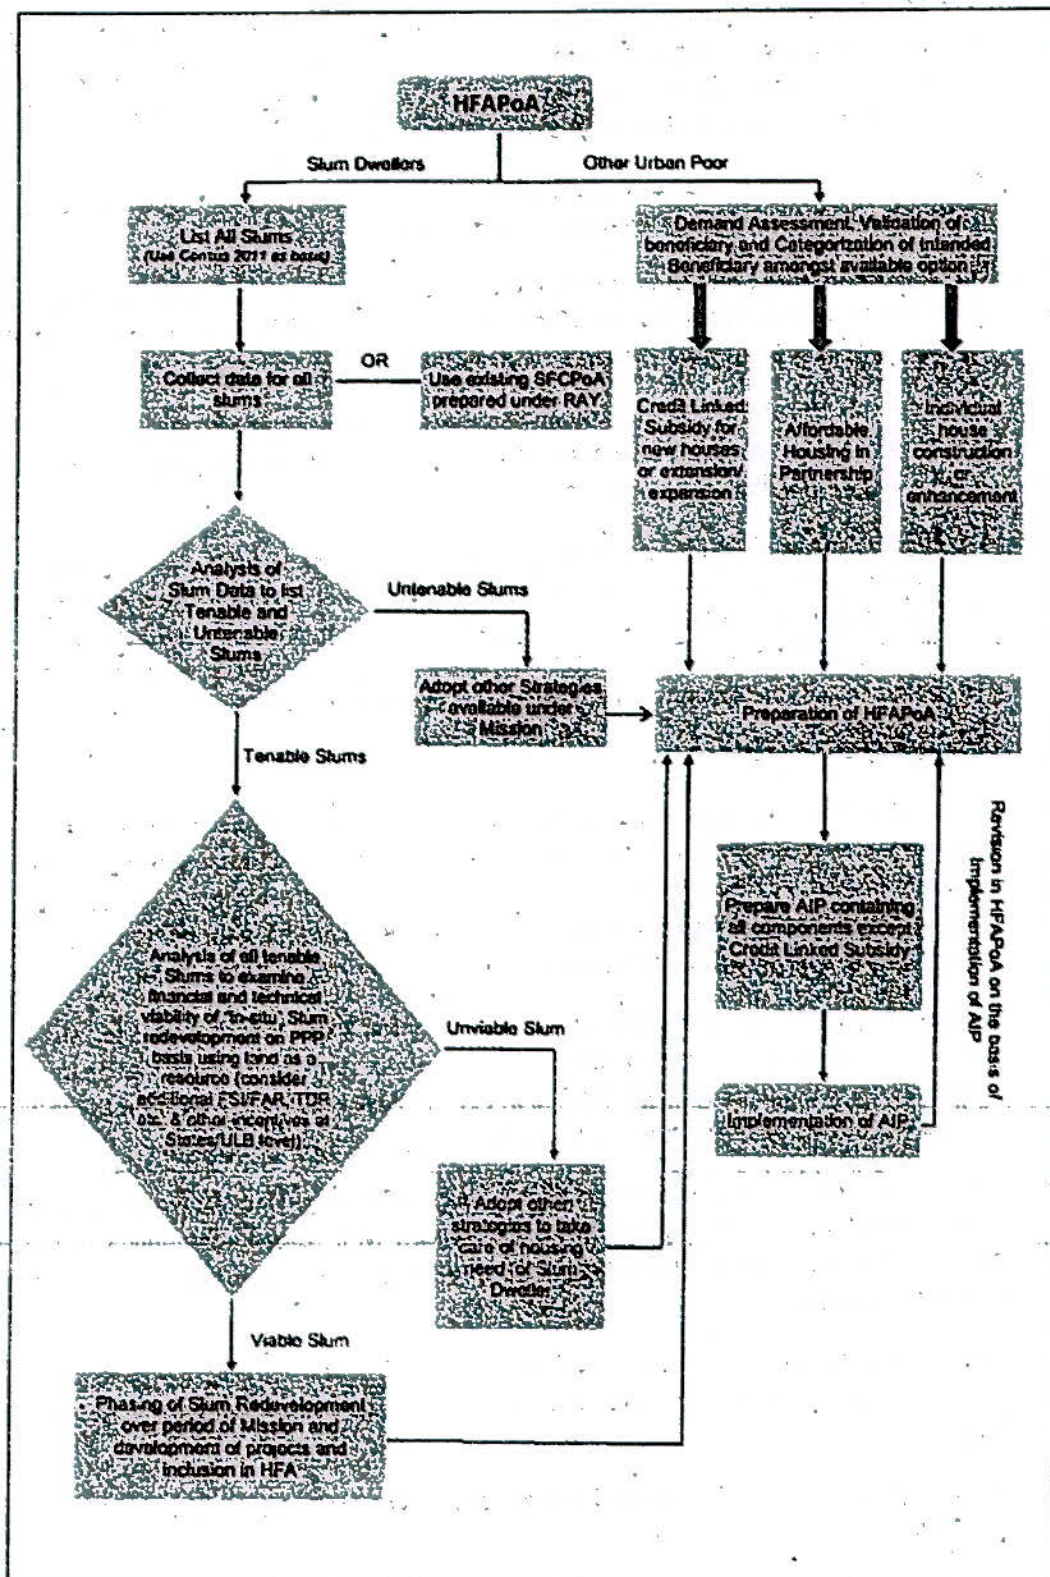 HFAPoA
Slum Dwellers
Other Urban Poor
List All Slums
(Use Census 2011 as basis)
Demand Assessment, Validation of
beneficiary and Categorization of Intended
Beneficiary amongst available option
Collect data for all
slums
OR
Use existing SFCPoA
prepared under RAY
Credit Linked
Subsidy for
new houses
or extension/
expansion
Affordable
Housing in
Partnership
Individual
house
construction
or
enhancement
Analysis of
Slum Data to list
Tenable and
Untenable
Slums
Untenable Slums
Adopt other Strategies
available under
Mission
Preparation of HFAPoA
Tenable Slums
Analysis of all tenable
Slums to examine
financial and technical
viability of "in-situ" Slum
redevelopment on PPP
basis using land as a
resource (consider
additional FSI/FAR, TDR
etc. & other incentives at
States/ULB level)
Unviable Slum
Prepare AIP containing
all components except
Credit Linked Subsidy
Revision in HFAPoA on the basis of
Implementation of AIP
Implementation of AIP
Adopt other
strategies to take
care of housing
need of Slum
Dweller
Viable Slum
Phasing of Slum Redevelopment
over period of Mission and
development of projects and
inclusion in HFA